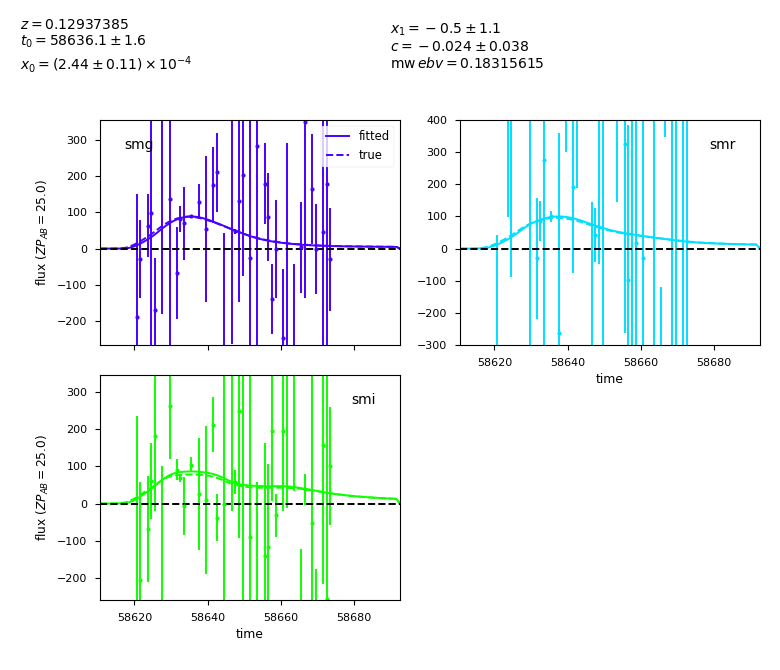 z = 0.12937385
t₀ = 58636.1 ± 1.6
x₀ = (2.44 ± 0.11) × 10⁻⁴
x₁ = −0.5 ± 1.1
c = −0.024 ± 0.038
mw ebv = 0.18315615
smg
fitted
true
300
200
100
0
−100
−200
flux (ZP_AB = 25.0)
smr
400
300
200
100
0
−100
−200
−300
58620 58640 58660 58680
time
smi
300
200
100
0
−100
−200
flux (ZP_AB = 25.0)
58620 58640 58660 58680
time